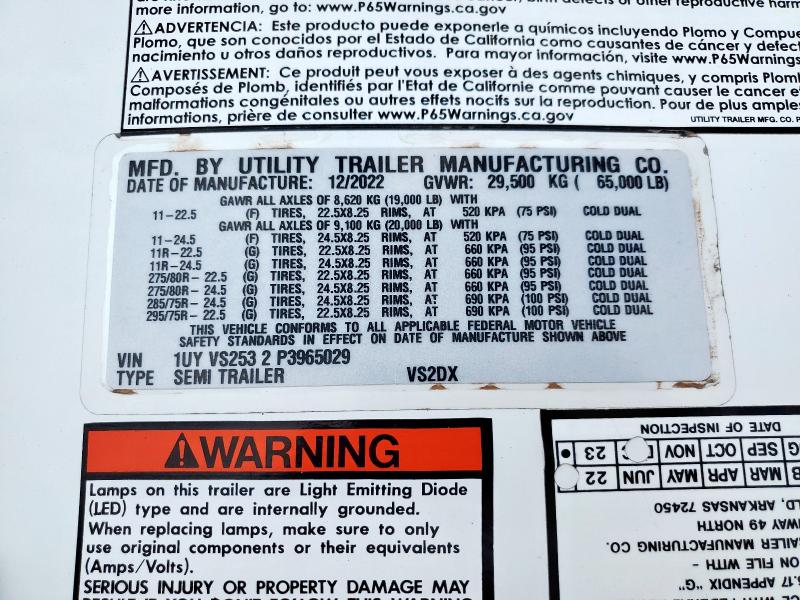 more information, go to: www.P65Warnings.ca.gov
⚠ADVERTENCIA: Este producto puede exponerle a químicos incluyendo Plomo y
Plomo, que son conocidos por el Estado de California como causantes de cáncer y
nacimiento u otros daños reproductivos. Para mayor información, visite www.P65Warnings
⚠AVERTISSEMENT: Ce produit peut vous exposer à des agents chimiques, y compris
Composés de Plomb, identifiés par l'Etat de Californie comme pouvant causer le cancer
malformations congénitales ou autres effets nocifs sur la reproduction. Pour de plus
informations, prière de consulter www.P65Warnings.ca.gov
UTILITY TRAILER MFG. CO.
MFD. BY UTILITY TRAILER MANUFACTURING CO.
DATE OF MANUFACTURE: 12/2022 GVWR: 29,500 KG ( 65,000 LB)
GAWR ALL AXLES OF 8,620 KG (19,000 LB) WITH
11-22.5 (F) TIRES, 22.5X8.25 RIMS, AT 520 KPA (75 PSI) COLD DUAL
GAWR ALL AXLES OF 9,100 KG (20,000 LB) WITH
11-24.5 (F) TIRES, 24.5X8.25 RIMS, AT 520 KPA (75 PSI) COLD DUAL
11R-22.5 (G) TIRES, 22.5X8.25 RIMS, AT 660 KPA (95 PSI) COLD DUAL
11R-24.5 (G) TIRES, 24.5X8.25 RIMS, AT 660 KPA (95 PSI) COLD DUAL
275/80R-22.5 (G) TIRES, 22.5X8.25 RIMS, AT 660 KPA (95 PSI) COLD DUAL
275/80R-24.5 (G) TIRES, 24.5X8.25 RIMS, AT 660 KPA (95 PSI) COLD DUAL
285/75R-24.5 (G) TIRES, 24.5X8.25 RIMS, AT 690 KPA (100 PSI) COLD DUAL
295/75R-22.5 (G) TIRES, 22.5X8.25 RIMS, AT 690 KPA (100 PSI) COLD DUAL
THIS VEHICLE CONFORMS TO ALL APPLICABLE FEDERAL MOTOR VEHICLE
SAFETY STANDARDS IN EFFECT ON DATE OF MANUFACTURE SHOWN ABOVE
VIN 1UY VS253 2 P3965029
TYPE SEMI TRAILER VS2DX
⚠WARNING
Lamps on this trailer are Light Emitting Diode
(LED) type and are internally grounded.
When replacing lamps, make sure to only
use original components or their equivalents
(Amps/Volts).
SERIOUS INJURY OR PROPERTY DAMAGE MAY
"G" APPENDIX 
ON FILE WITH -
MANUFACTURING CO.
49 NORTH
ARKANSAS 72450
22 JUN MAY APR MAR
23 NOV OCT SEP
DATE OF INSPECTION